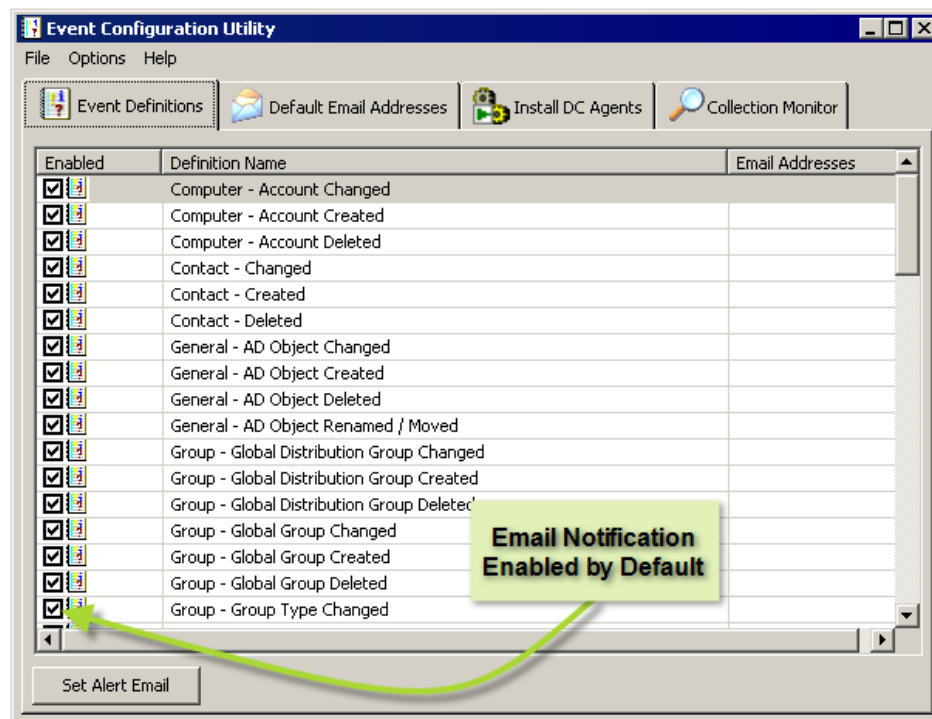 Event Configuration Utility
File Options Help
Event Definitions Default Email Addresses Install DC Agents Collection Monitor
Enabled Definition Name Email Addresses
Computer - Account Changed
Computer - Account Created
Computer - Account Deleted
Contact - Changed
Contact - Created
Contact - Deleted
General - AD Object Changed
General - AD Object Created
General - AD Object Deleted
General - AD Object Renamed / Moved
Group - Global Distribution Group Changed
Group - Global Distribution Group Created
Group - Global Distribution Group Deleted
Group - Global Group Changed
Group - Global Group Created
Group - Global Group Deleted
Group - Group Type Changed
Email Notification
Enabled by Default
Set Alert Email